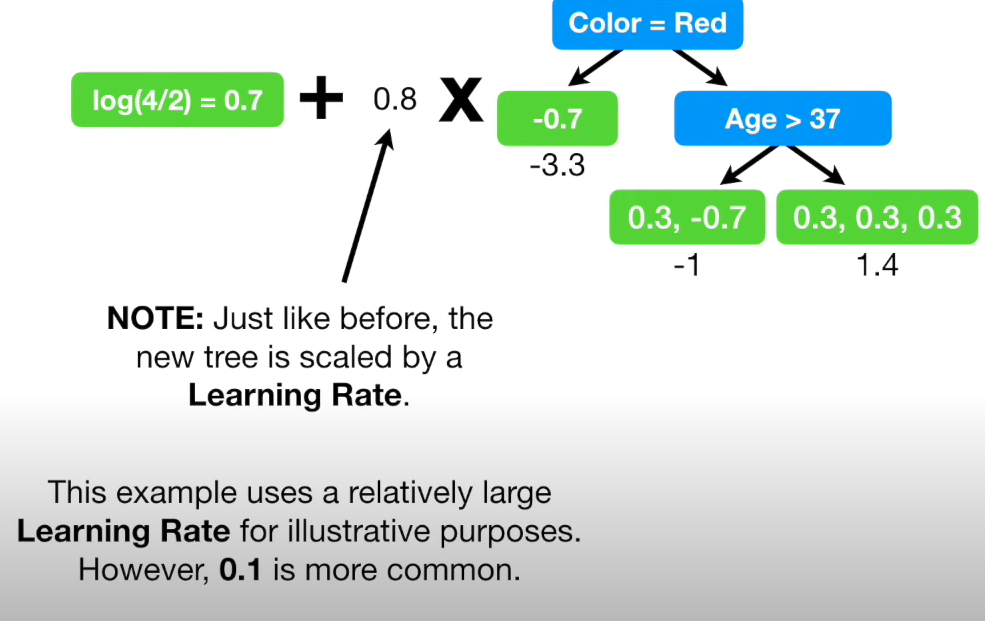 Color = Red
log(4/2) = 0.7 + 0.8 X -0.7 Age > 37
-3.3
0.3, -0.7 0.3, 0.3, 0.3
-1 1.4
NOTE: Just like before, the
new tree is scaled by a
Learning Rate.
This example uses a relatively large
Learning Rate for illustrative purposes.
However, 0.1 is more common.